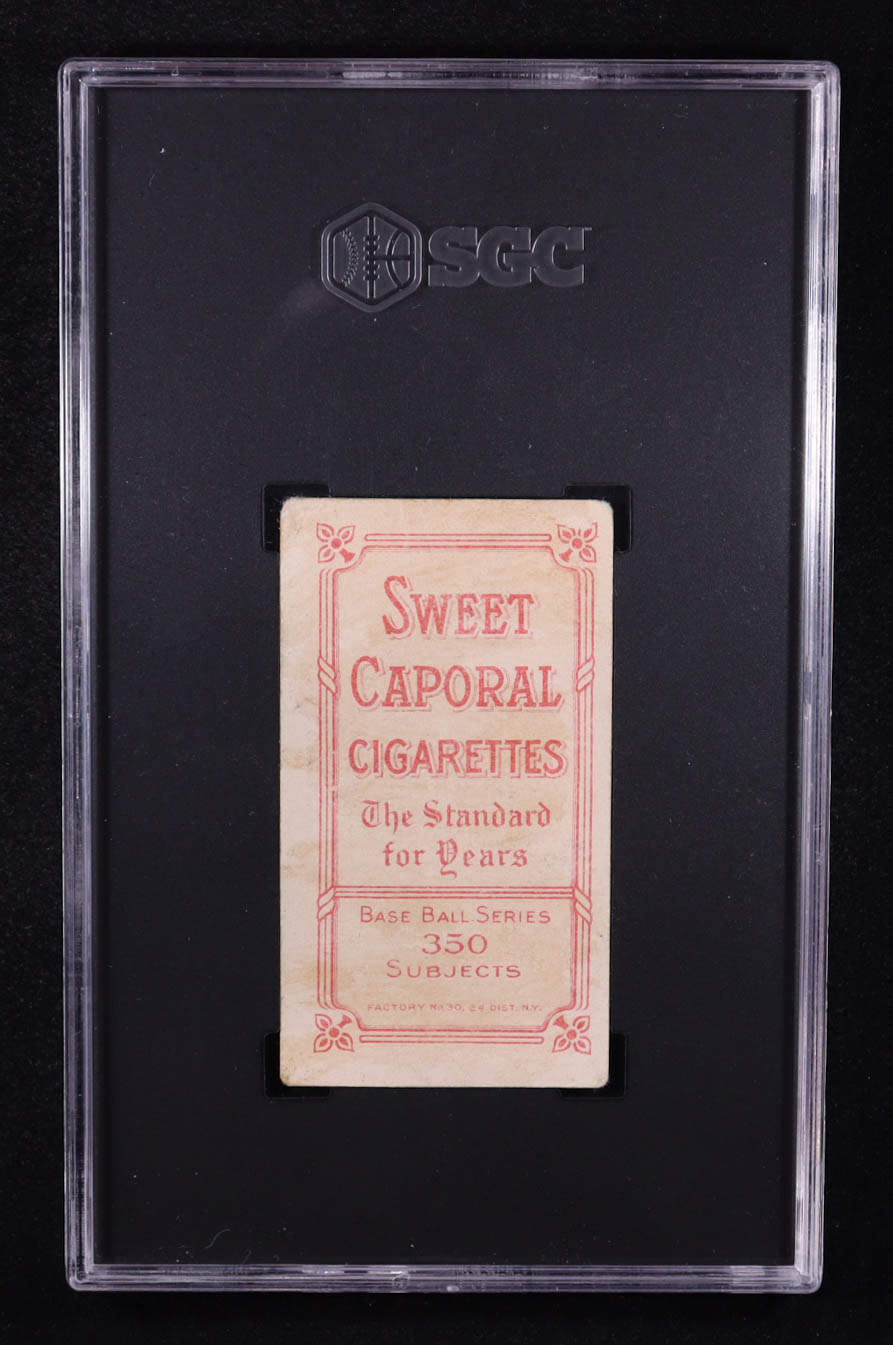 SGC
SWEET
CAPORAL
CIGARETTES
The Standard
for Years
BASE BALL SERIES
350
SUBJECTS
FACTORY No. 30, 2d DIST. N.Y.